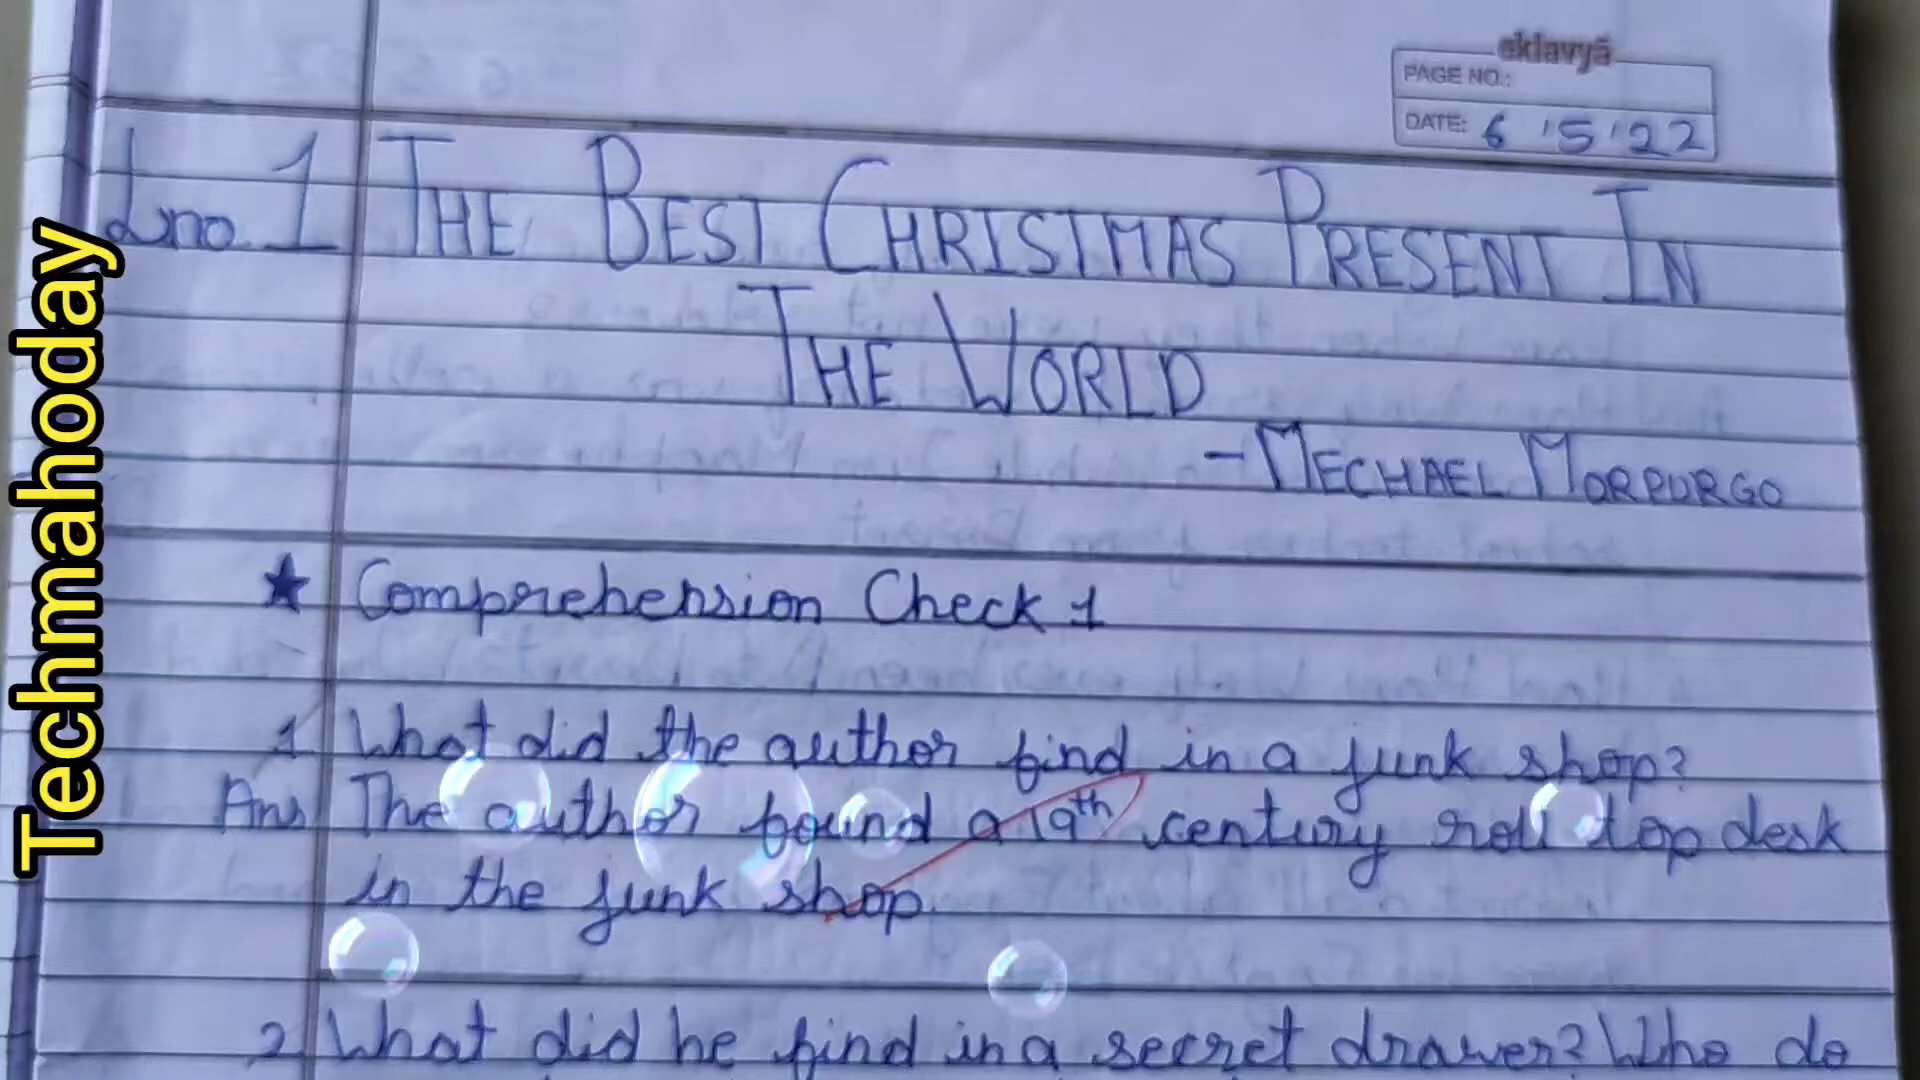 eklavyā
PAGE NO.:
DATE: 6 '5 '22
Lno. 1 THE BEST CHRISTMAS PRESENT IN
THE WORLD
- MECHAEL MORPURGO
★ Comprehension Check 1
1 What did the author find in a junk shop?
Ans The author found a 19th century roll top desk
in the junk shop.
2 What did he find in a secret drawer? Who do
Techmahoday